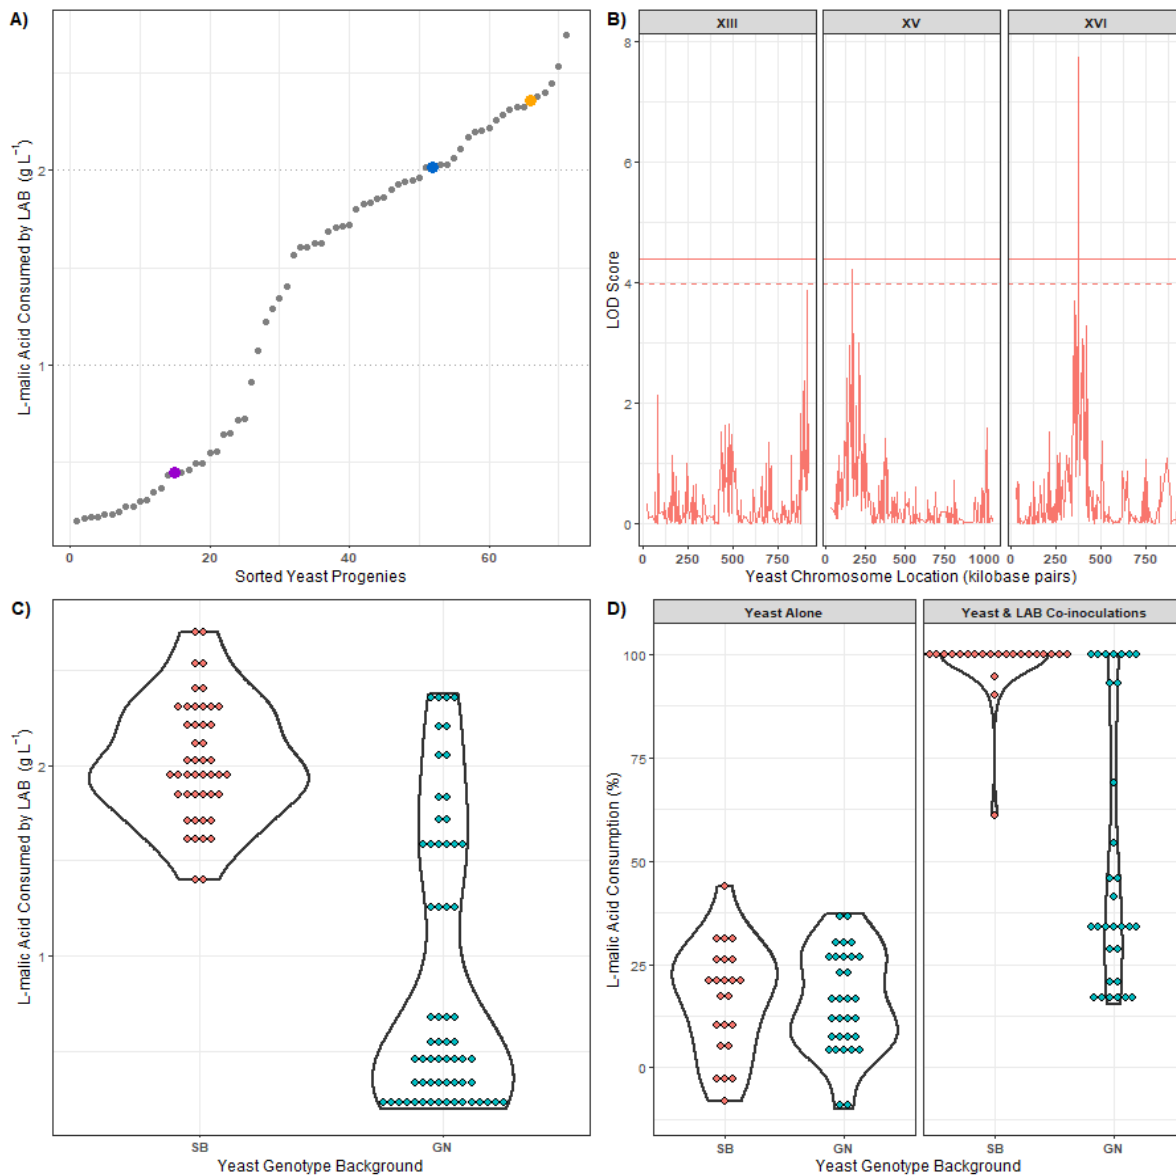 A)
L-malic Acid Consumed by LAB (g L⁻¹)
2
1
0
20
40
60
Sorted Yeast Progenies
B)
XIII
XV
XVI
LOD Score
8
6
4
2
0
0 250 500 750
0 250 500 750 1000
0 250 500 750
Yeast Chromosome Location (kilobase pairs)
C)
L-malic Acid Consumed by LAB (g L⁻¹)
2
1
SB
GN
Yeast Genotype Background
D)
Yeast Alone
Yeast & LAB Co-inoculations
L-malic Acid Consumption (%)
100
75
50
25
0
SB
GN
SB
GN
Yeast Genotype Background